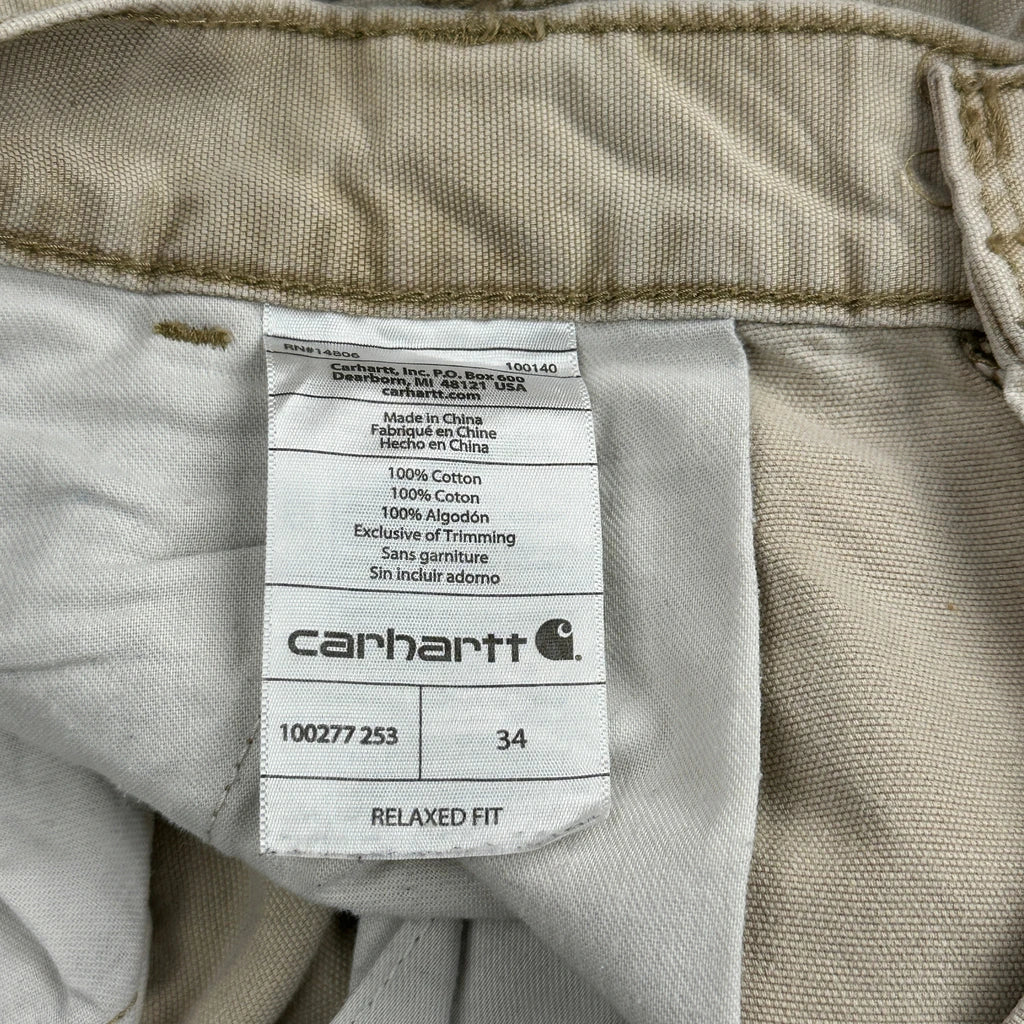 RN#14806 100140
Carhartt, Inc. P.O. Box 600
Dearborn, MI 48121 USA
carhartt.com
Made in China
Fabriqué en Chine
Hecho en China
100% Cotton
100% Coton
100% Algodón
Exclusive of Trimming
Sans garniture
Sin incluir adorno
carhartt
100277 253 34
RELAXED FIT